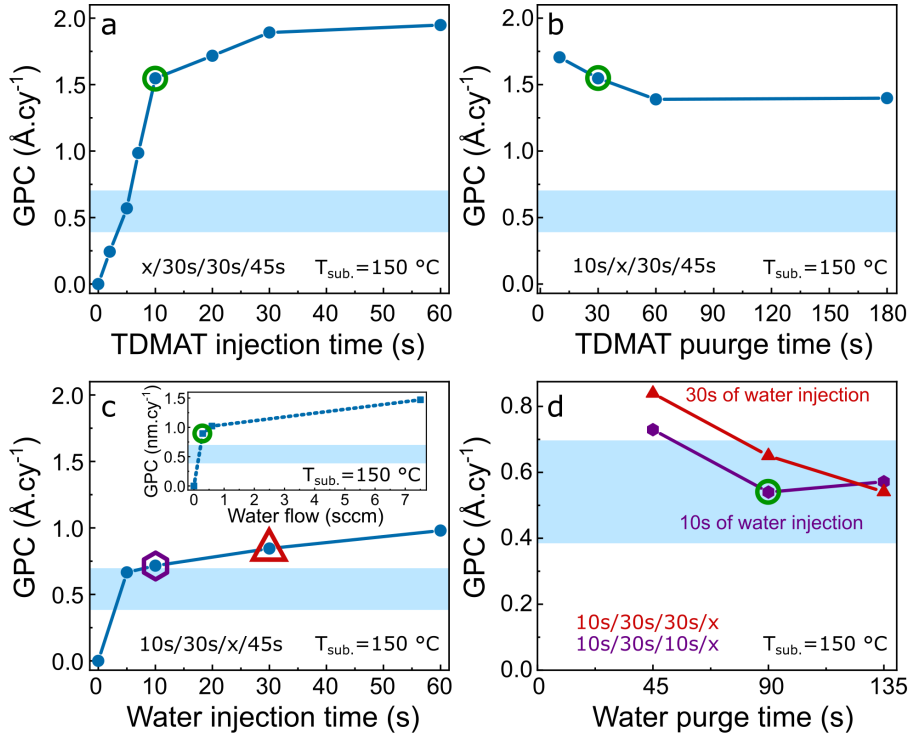 a
2.0
1.5
1.0
0.5
0.0
GPC (Å.cy⁻¹)
x/30s/30s/45s
T_sub.=150 °C
0 10 20 30 40 50 60
TDMAT injection time (s)
b
2.0
1.5
1.0
0.5
0.0
GPC (Å.cy⁻¹)
10s/x/30s/45s
T_sub.=150 °C
0 30 60 90 120 150 180
TDMAT puurge time (s)
c
2.0
1.5
1.0
0.5
0.0
GPC (Å.cy⁻¹)
1.5
1.0
0.5
0.0
GPC (nm.cy⁻¹)
T_sub.=150 °C
0 1 2 3 4 5 6 7
Water flow (sccm)
10s/30s/x/45s
T_sub.=150 °C
0 10 20 30 40 50 60
Water injection time (s)
d
0.8
0.6
0.4
0.2
0.0
GPC (Å.cy⁻¹)
30s of water injection
10s of water injection
10s/30s/30s/x
10s/30s/10s/x
T_sub.=150 °C
0 45 90 135
Water purge time (s)